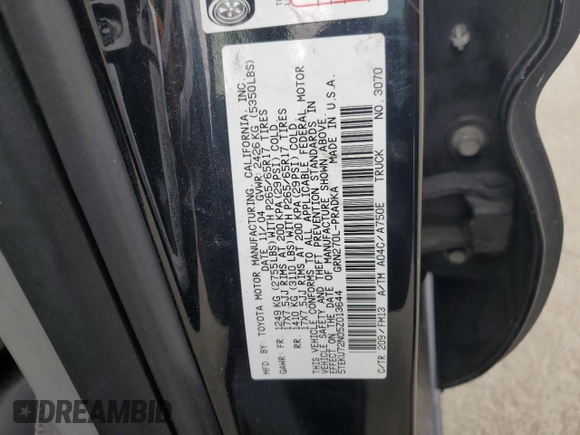 MFD. BY: TOYOTA MOTOR MANUFACTURING, CALIFORNIA, INC.
DATE: 11/04 GVWR: 2426 KG (5350LBS)
GAWR: FR. 1249 KG (2755LBS) WITH P265/65R17 TIRES
17X7.5JJ RIMS AT 200 KPA (29PSI) COLD.
RR. 1410 KG (3110 LBS) WITH P265/65R17 TIRES
17X7.5JJ RIMS AT 200 KPA (29PSI) COLD.
THIS VEHICLE CONFORMS TO ALL APPLICABLE FEDERAL MOTOR
VEHICLE SAFETY AND THEFT PREVENTION STANDARDS IN
EFFECT ON THE DATE OF MANUFACTURE SHOWN ABOVE.
5TEKU72N05Z013644 GRN270L-PRADKA MADE IN U.S.A.
C/TR: 209/FM13 A/TM: A04C/A750E TRUCK NO. 3070
DREAMBID